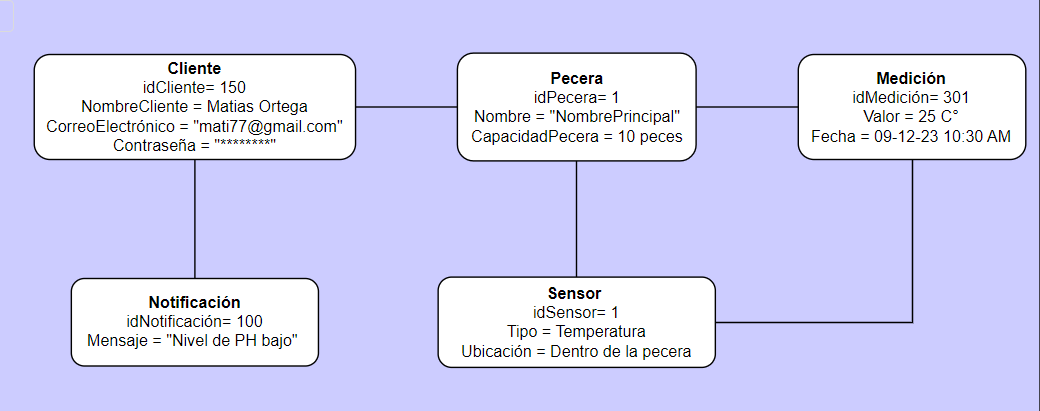 Cliente
idCliente= 150
NombreCliente = Matias Ortega
CorreoElectrónico = "mati77@gmail.com"
Contraseña = "********"
Pecera
idPecera= 1
Nombre = "NombrePrincipal"
CapacidadPecera = 10 peces
Medición
idMedición= 301
Valor = 25 C°
Fecha = 09-12-23 10:30 AM
Notificación
idNotificación= 100
Mensaje = "Nivel de PH bajo"
Sensor
idSensor= 1
Tipo = Temperatura
Ubicación = Dentro de la pecera